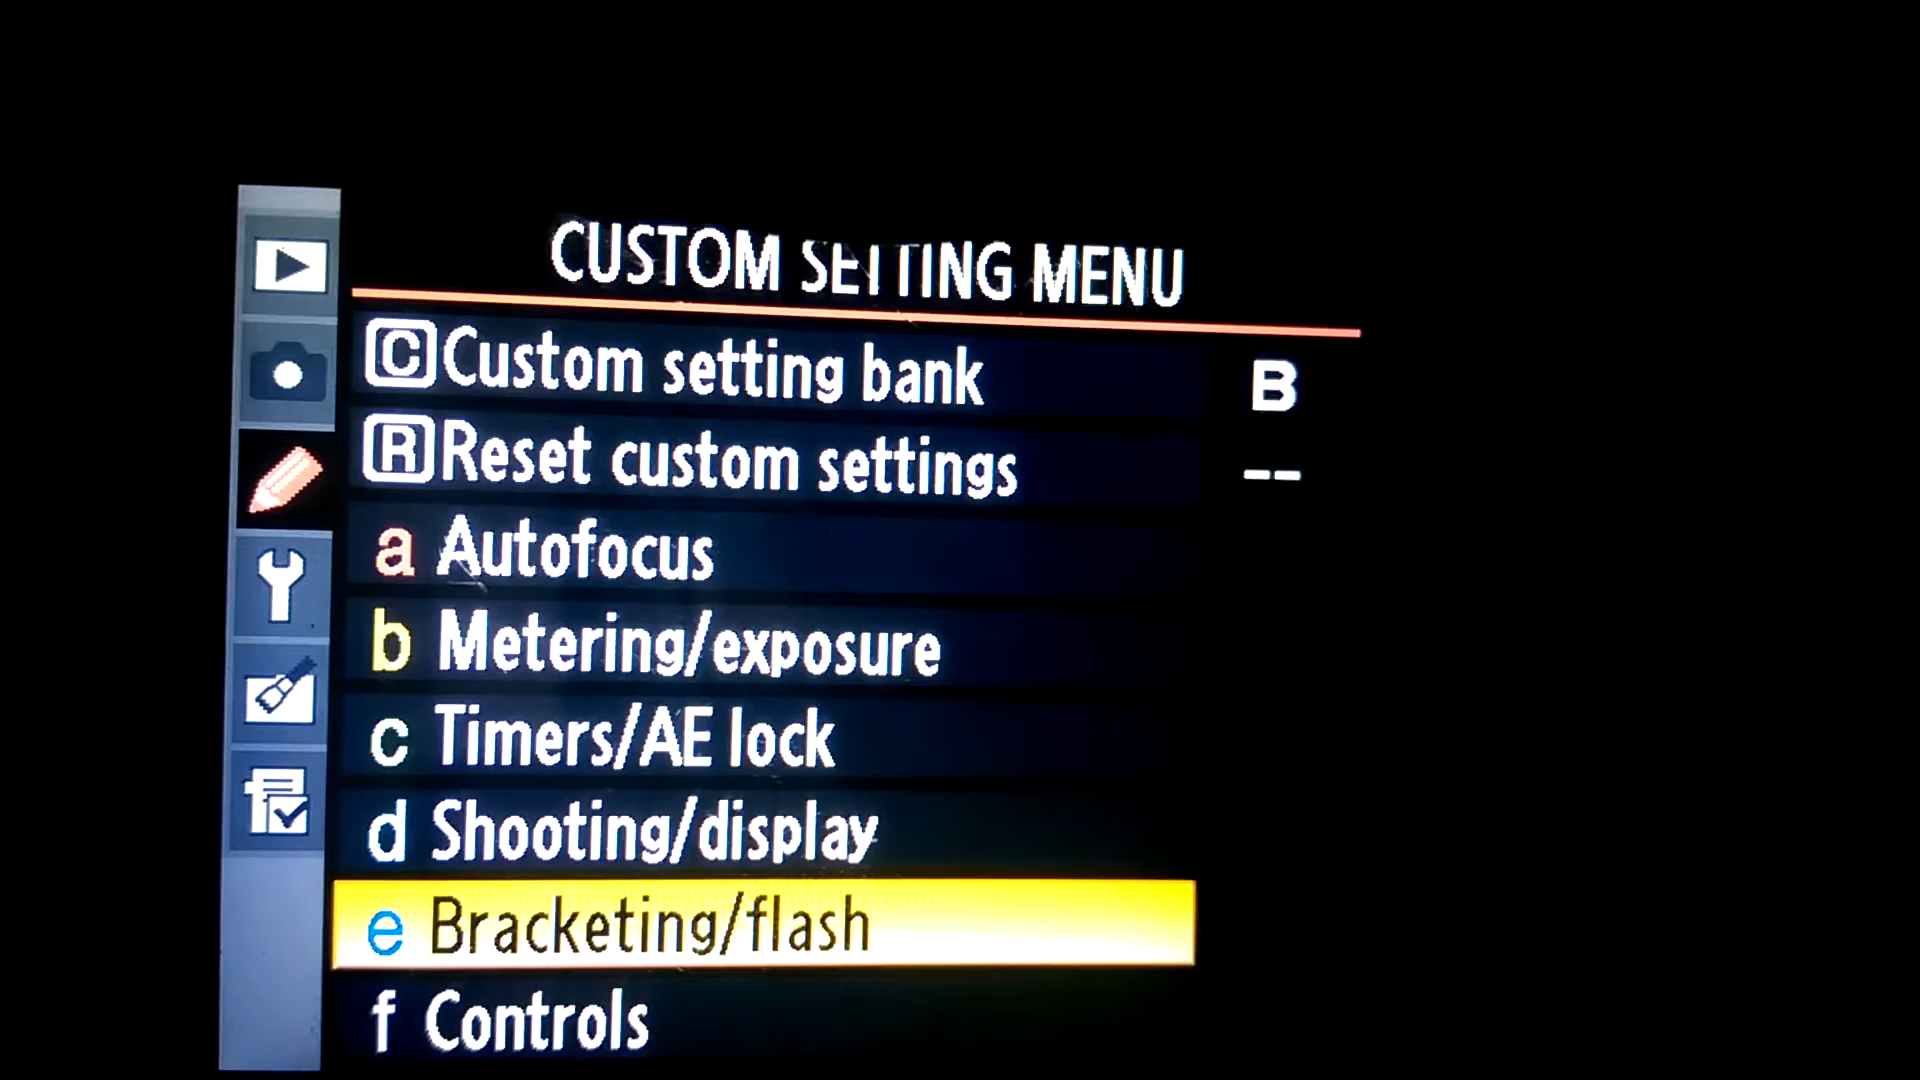 CUSTOM SETTING MENU
C Custom setting bank B
R Reset custom settings --
a Autofocus
b Metering/exposure
c Timers/AE lock
d Shooting/display
e Bracketing/flash
f Controls